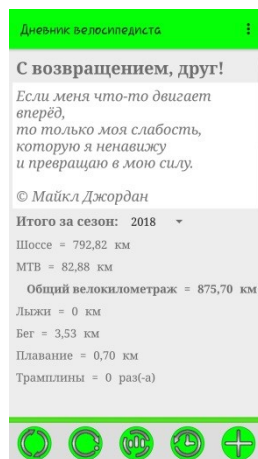 Дневник велосипедиста
С возвращением, друг!
Если меня что-то двигает
вперёд,
то только моя слабость,
которую я ненавижу
и превращаю в мою силу.
© Майкл Джордан
Итого за сезон: 2018
Шоссе = 792,82 км
МТВ = 82,88 км
Общий велокилометраж = 875,70 км
Лыжи = 0 км
Бег = 3,53 км
Плавание = 0,70 км
Трамплины = 0 раз(-а)